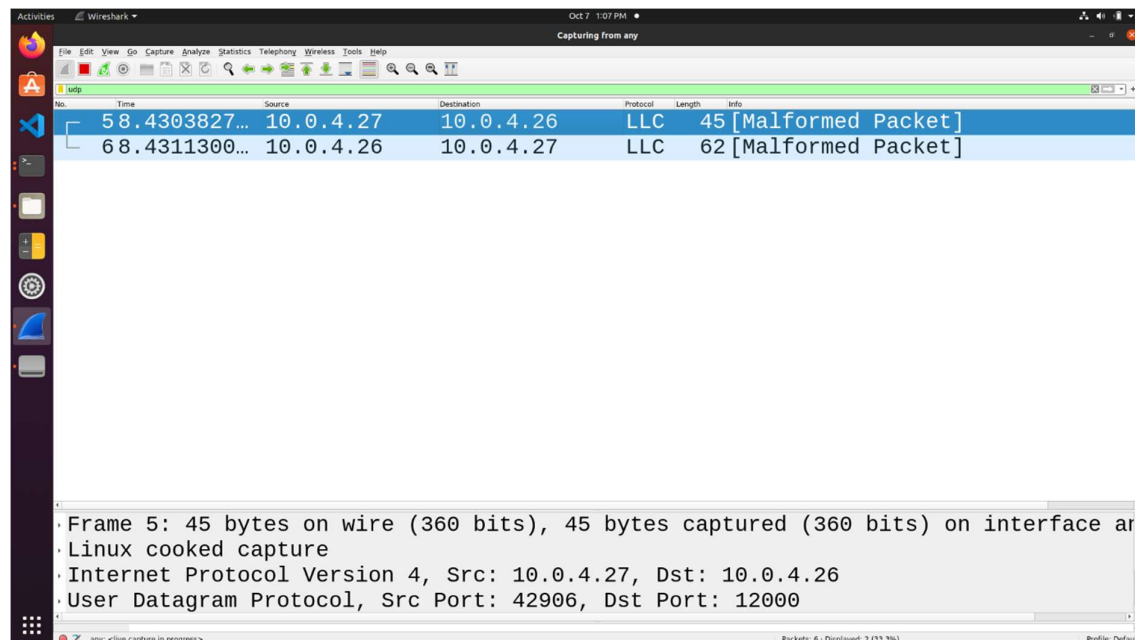 Activities Wireshark Oct 7 1:07 PM
Capturing from any
File Edit View Go Capture Analyze Statistics Telephony Wireless Tools Help
udp
No. Time Source Destination Protocol Length Info
5 8.4303827… 10.0.4.27 10.0.4.26 LLC 45 [Malformed Packet]
6 8.4311300… 10.0.4.26 10.0.4.27 LLC 62 [Malformed Packet]
Frame 5: 45 bytes on wire (360 bits), 45 bytes captured (360 bits) on interface an
Linux cooked capture
Internet Protocol Version 4, Src: 10.0.4.27, Dst: 10.0.4.26
User Datagram Protocol, Src Port: 42906, Dst Port: 12000
any: <live capture in progress> Packets: 6 · Displayed: 2 (33.3%) Profile: Defau